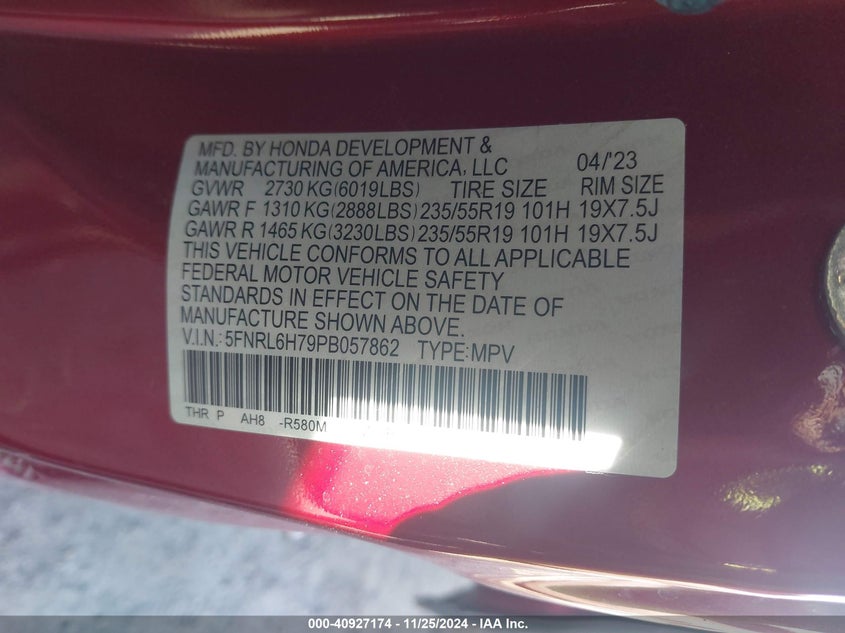 MFD. BY HONDA DEVELOPMENT &
MANUFACTURING OF AMERICA, LLC 04/'23
GVWR 2730 KG(6019LBS) TIRE SIZE RIM SIZE
GAWR F 1310 KG(2888LBS) 235/55R19 101H 19X7.5J
GAWR R 1465 KG(3230LBS) 235/55R19 101H 19X7.5J
THIS VEHICLE CONFORMS TO ALL APPLICABLE
FEDERAL MOTOR VEHICLE SAFETY
STANDARDS IN EFFECT ON THE DATE OF
MANUFACTURE SHOWN ABOVE.
V.I.N.: 5FNRL6H79PB057862 TYPE:MPV
THR P AH8 -R580M
000-40927174 - 11/25/2024 - IAA Inc.